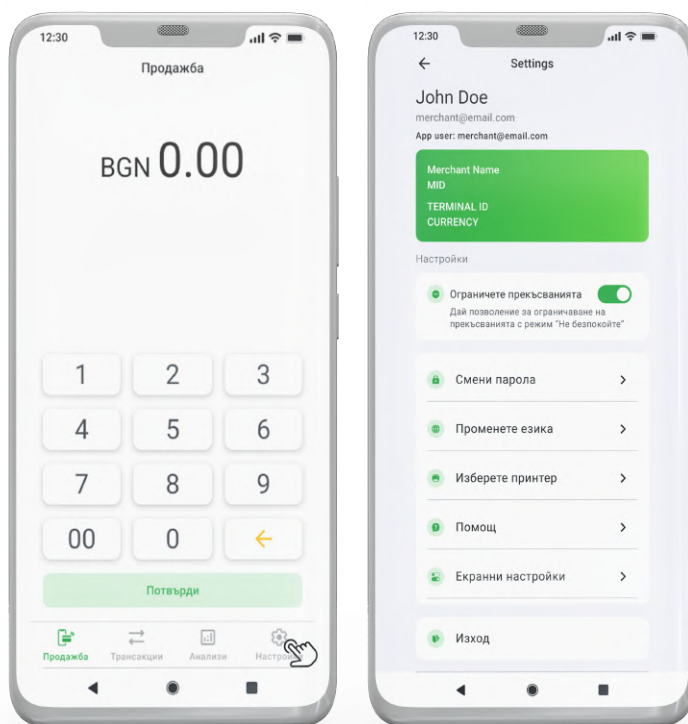 12:30
Продажба
BGN 0.00
1 2 3
4 5 6
7 8 9
00 0
Потвърди
Продажба Трансакции Анализи Настройки
12:30
Settings
John Doe
merchant@email.com
App user: merchant@email.com
Merchant Name
MID
TERMINAL ID
CURRENCY
Настройки
Ограничете прекъсванията
Дай позволение за ограничаване на
прекъсванията с режим "Не безпокойте"
Смени парола
Променете езика
Изберете принтер
Помощ
Екранни настройки
Изход